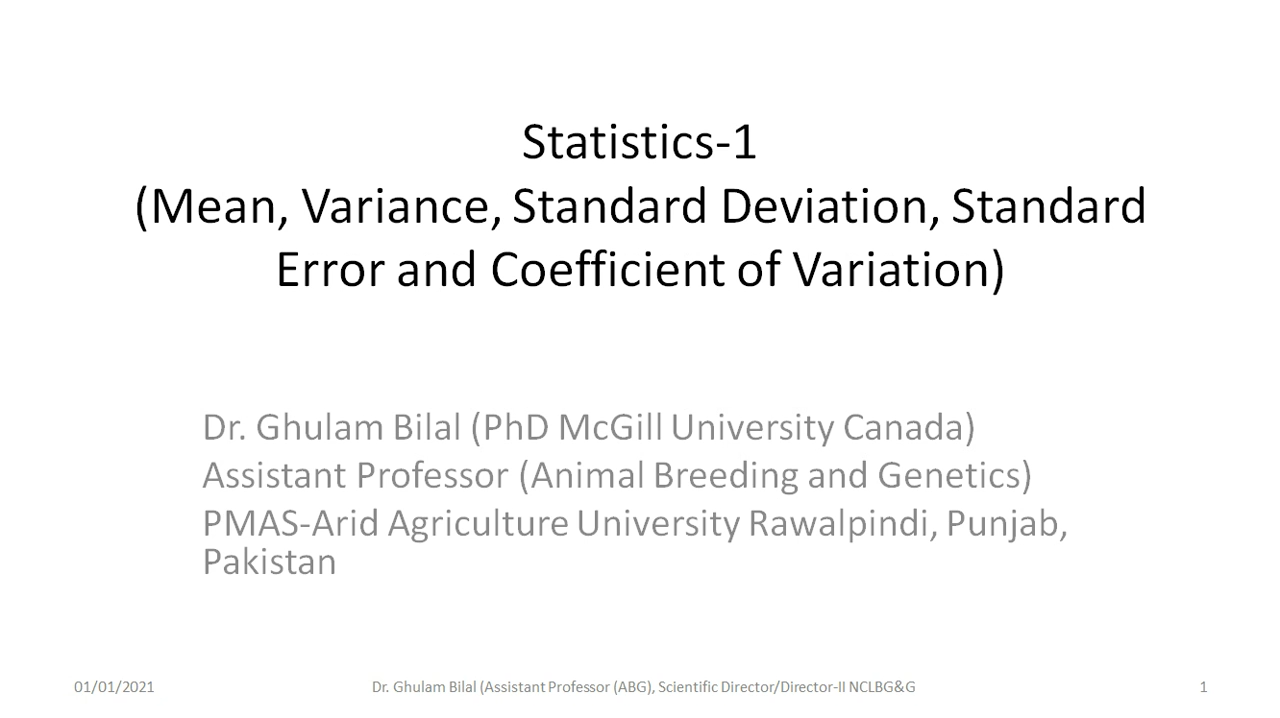 Statistics-1
(Mean, Variance, Standard Deviation, Standard
Error and Coefficient of Variation)
Dr. Ghulam Bilal (PhD McGill University Canada)
Assistant Professor (Animal Breeding and Genetics)
PMAS-Arid Agriculture University Rawalpindi, Punjab,
Pakistan
01/01/2021
Dr. Ghulam Bilal (Assistant Professor (ABG), Scientific Director/Director-II NCLBG&G
1